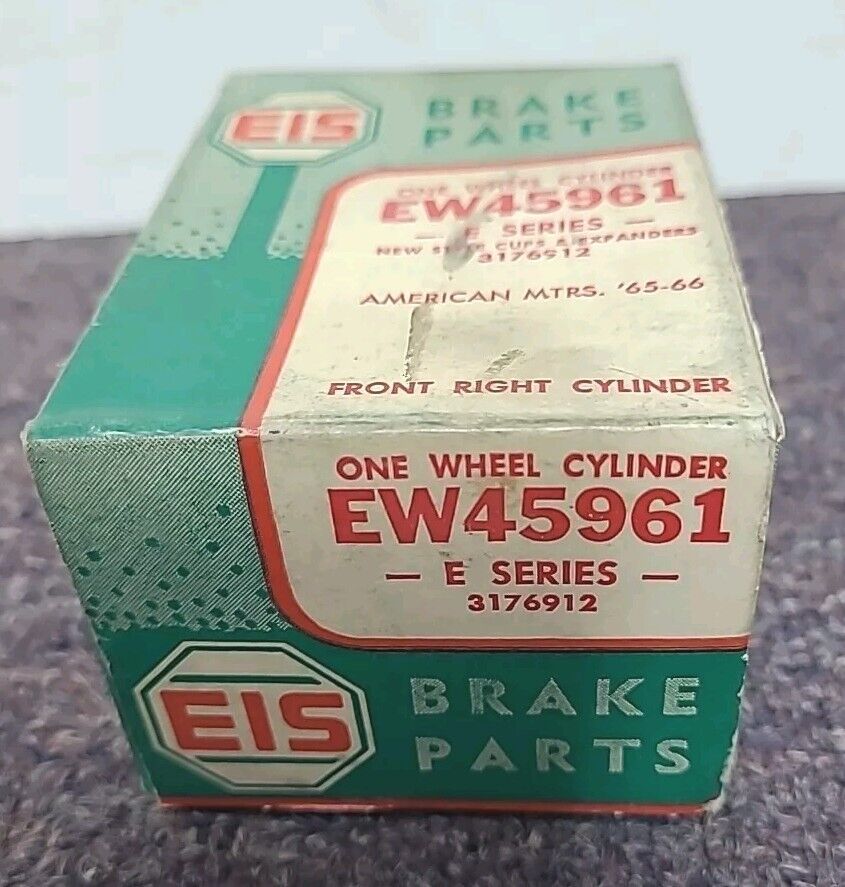 EIS
BRAKE
PARTS
ONE WHEEL CYLINDER
EW45961
— E SERIES —
NEW CUPS & EXPANDERS
3176912
AMERICAN MTRS. '65-66
FRONT RIGHT CYLINDER
ONE WHEEL CYLINDER
EW45961
— E SERIES —
3176912
EIS
BRAKE
PARTS